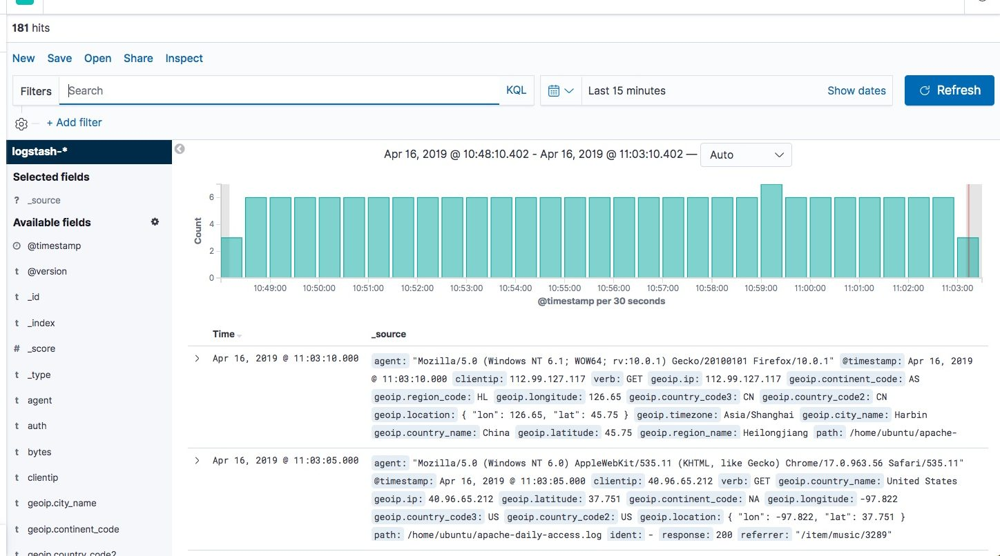 181 hits
New Save Open Share Inspect
Filters Search KQL Last 15 minutes Show dates Refresh
+ Add filter
logstash-*
Apr 16, 2019 @ 10:48:10.402 - Apr 16, 2019 @ 11:03:10.402 — Auto
Selected fields
? _source
Available fields
@timestamp
t @version
t _id
t _index
# _score
t _type
t agent
t auth
t bytes
t clientip
t geoip.city_name
t geoip.continent_code
t geoip.country_code2
Count
6
4
2
0
10:49:00 10:50:00 10:51:00 10:52:00 10:53:00 10:54:00 10:55:00 10:56:00 10:57:00 10:58:00 10:59:00 11:00:00 11:01:00 11:02:00 11:03:00
@timestamp per 30 seconds
Time _source
Apr 16, 2019 @ 11:03:10.000
agent: "Mozilla/5.0 (Windows NT 6.1; WOW64; rv:10.0.1) Gecko/20100101 Firefox/10.0.1" @timestamp: Apr 16, 2019
@ 11:03:10.000 clientip: 112.99.127.117 verb: GET geoip.ip: 112.99.127.117 geoip.continent_code: AS
geoip.region_code: HL geoip.longitude: 126.65 geoip.country_code3: CN geoip.country_code2: CN
geoip.location: { "lon": 126.65, "lat": 45.75 } geoip.timezone: Asia/Shanghai geoip.city_name: Harbin
geoip.country_name: China geoip.latitude: 45.75 geoip.region_name: Heilongjiang path: /home/ubuntu/apache-
Apr 16, 2019 @ 11:03:05.000
agent: "Mozilla/5.0 (Windows NT 6.0) AppleWebKit/535.11 (KHTML, like Gecko) Chrome/17.0.963.56 Safari/535.11"
@timestamp: Apr 16, 2019 @ 11:03:05.000 clientip: 40.96.65.212 verb: GET geoip.country_name: United States
geoip.ip: 40.96.65.212 geoip.latitude: 37.751 geoip.continent_code: NA geoip.longitude: -97.822
geoip.country_code3: US geoip.country_code2: US geoip.location: { "lon": -97.822, "lat": 37.751 }
path: /home/ubuntu/apache-daily-access.log ident: - response: 200 referrer: "/item/music/3289"